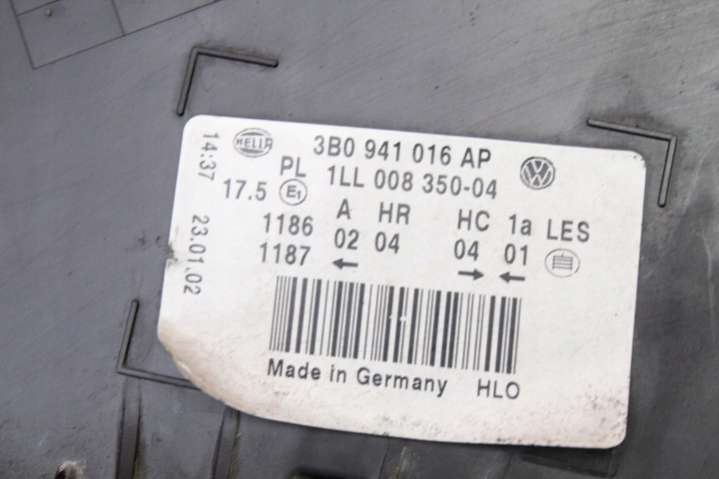 14:37 23.01.02
HELLA 3B0 941 016 AP
PL 1LL 008 350-04
17.5 E1 A HR HC 1a LES
1186 02 04 04 01
1187 ← → ←
Made in Germany HLO